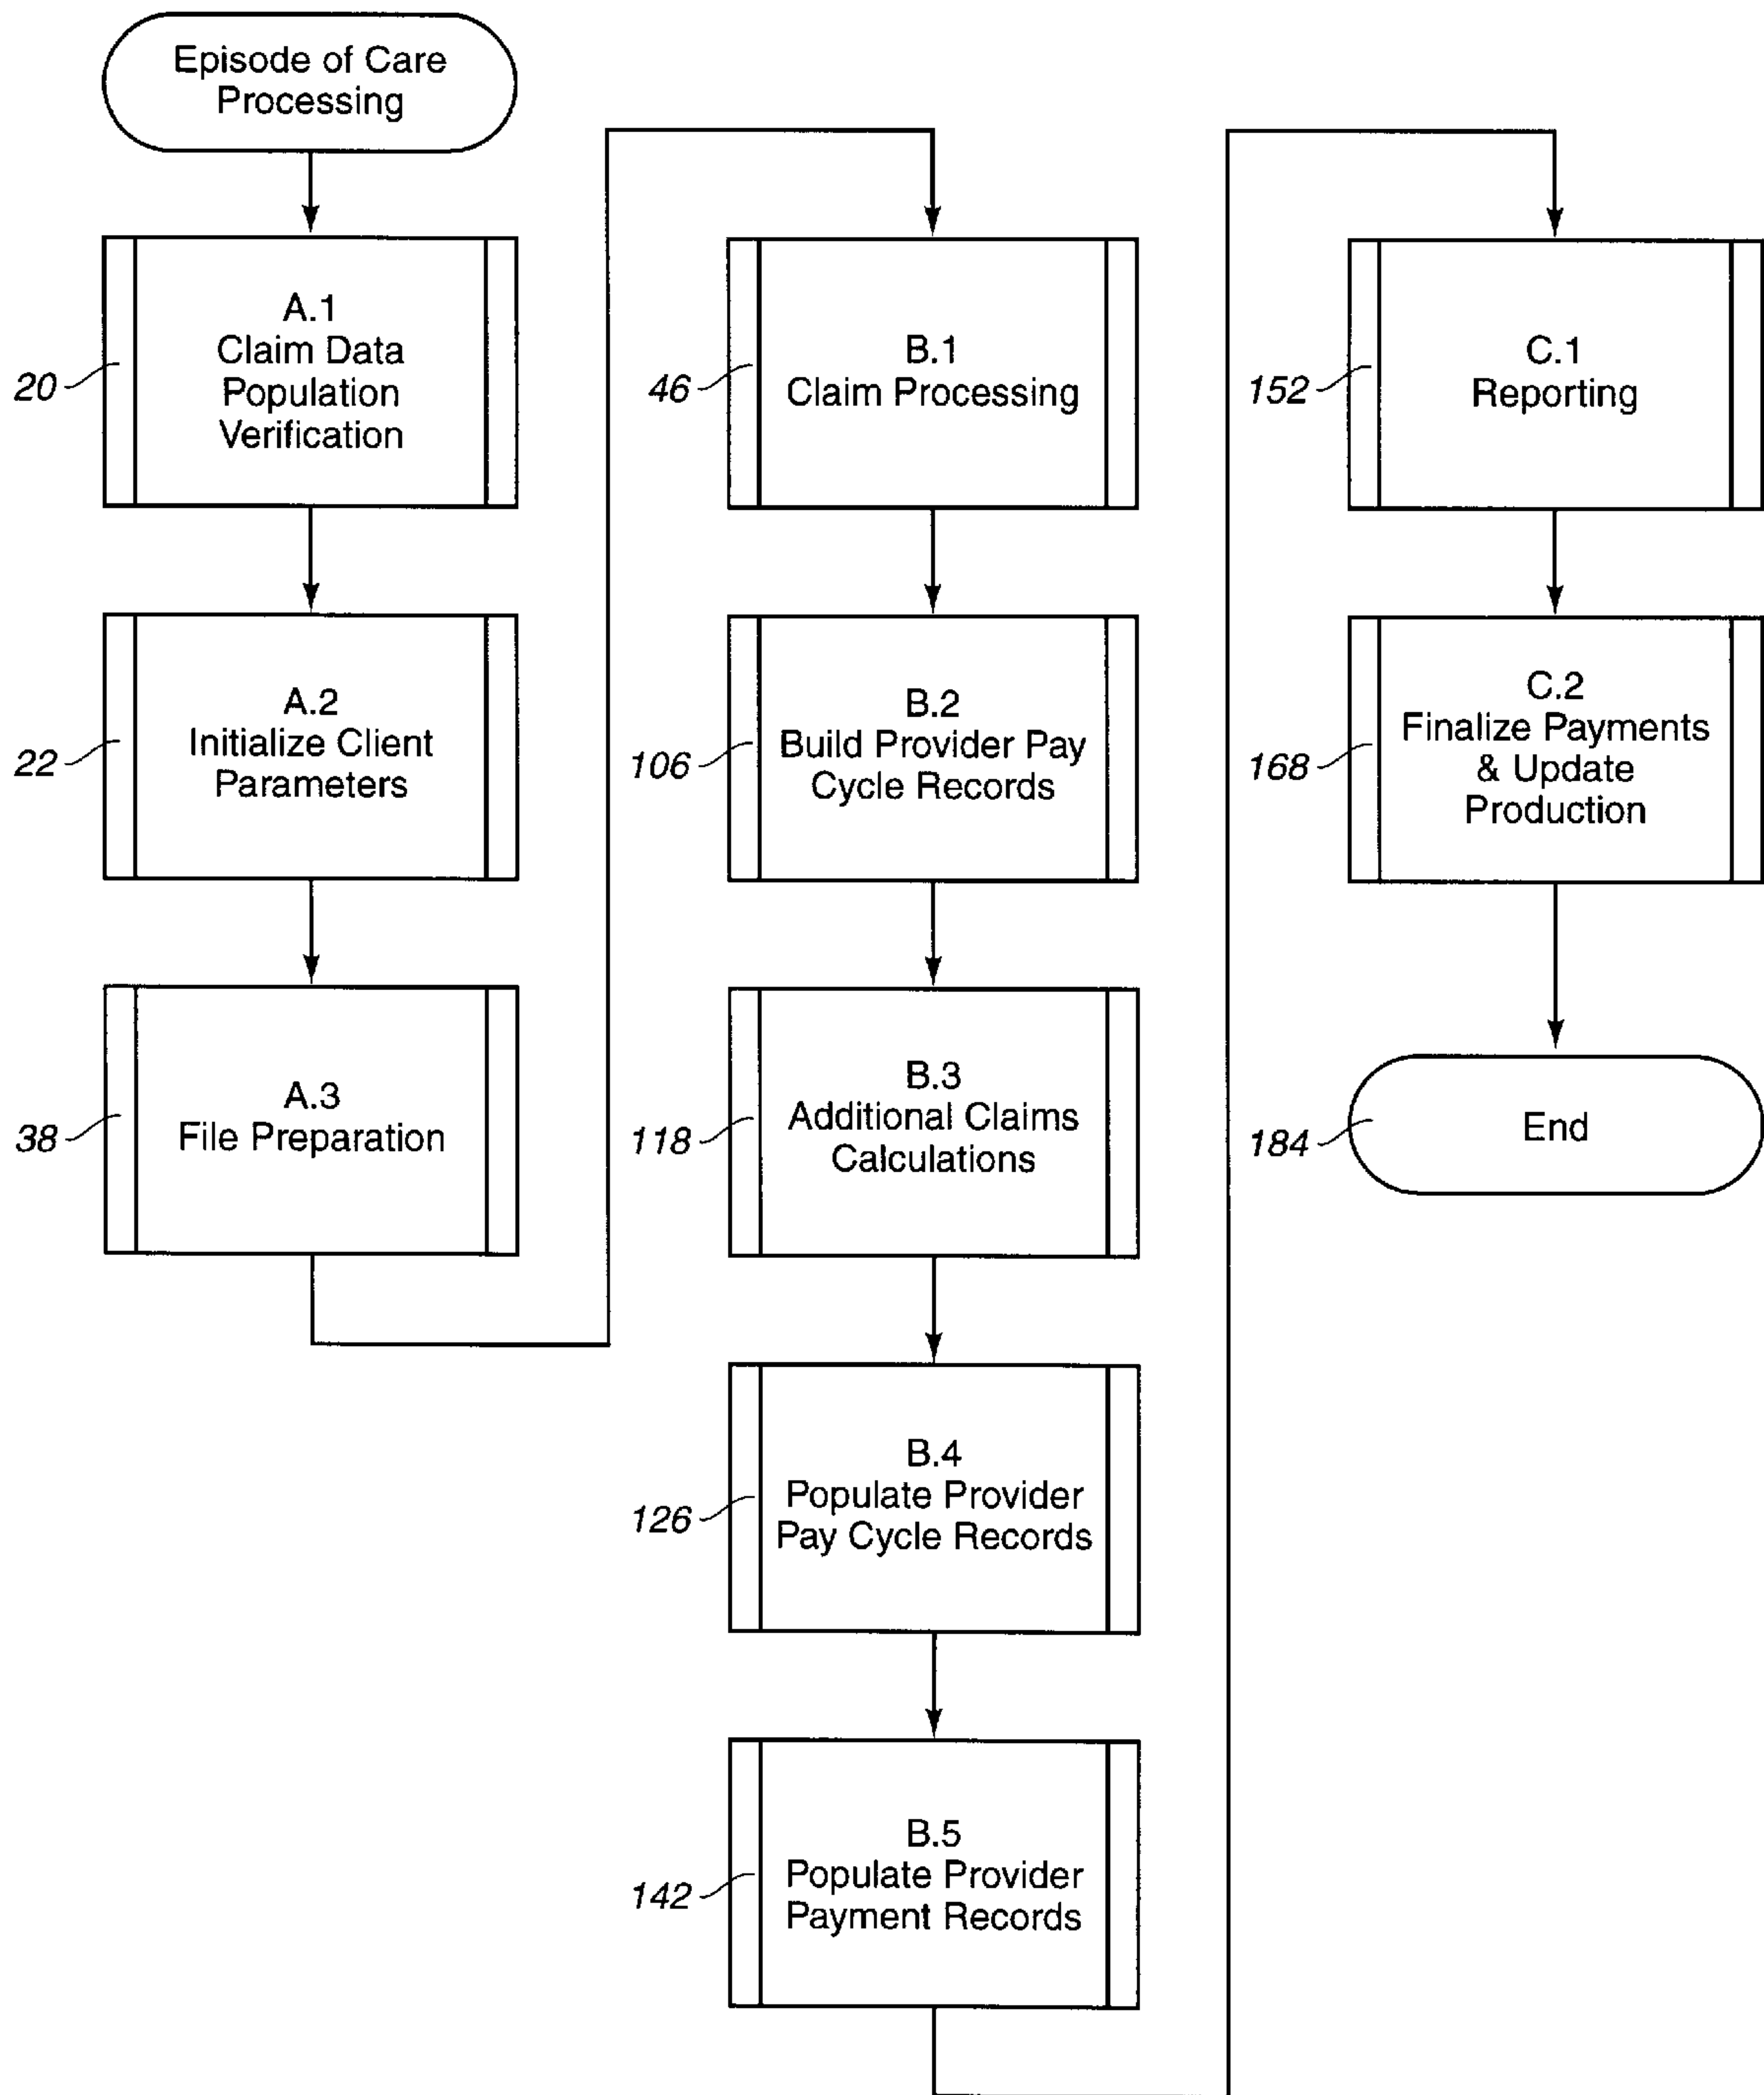 Episode of Care
Processing
A.1
Claim Data
Population
Verification
20
A.2
Initialize Client
Parameters
22
A.3
File Preparation
38
B.1
Claim Processing
46
B.2
Build Provider Pay
Cycle Records
106
B.3
Additional Claims
Calculations
118
B.4
Populate Provider
Pay Cycle Records
126
B.5
Populate Provider
Payment Records
142
C.1
Reporting
152
C.2
Finalize Payments
& Update
Production
168
End
184